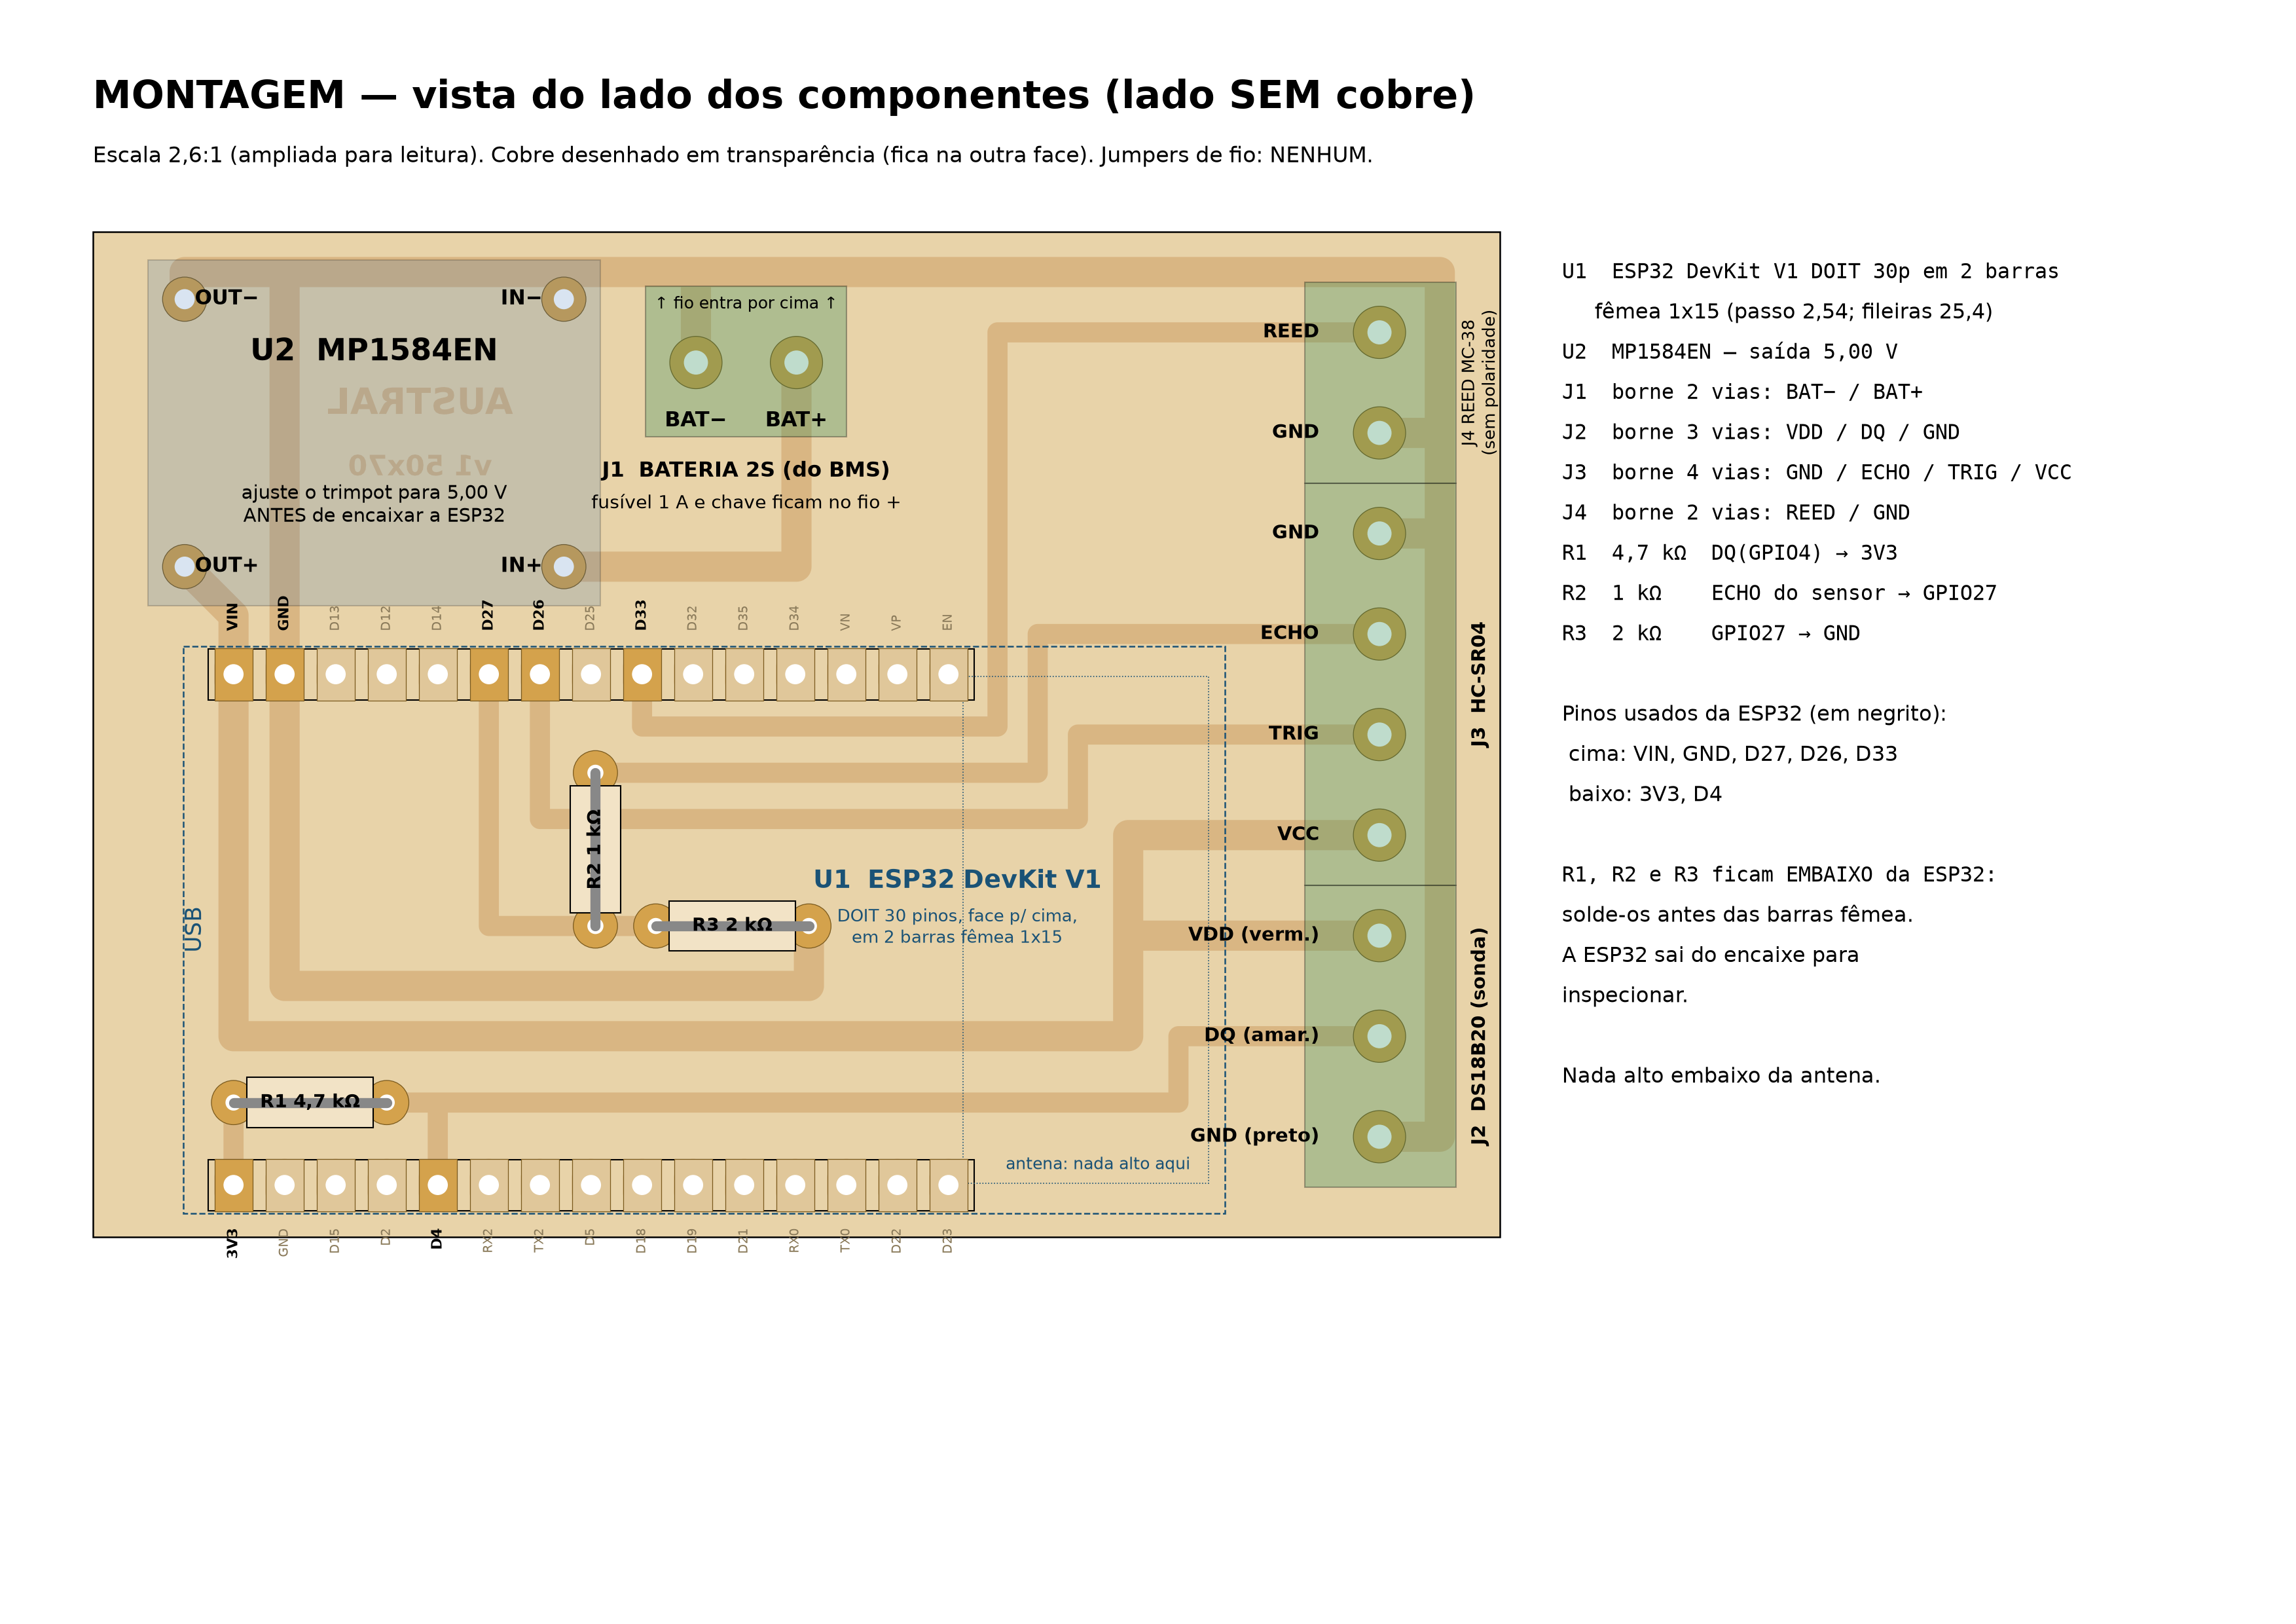 MONTAGEM — vista do lado dos componentes (lado SEM cobre)
Escala 2,6:1 (ampliada para leitura). Cobre desenhado em transparência (fica na outra face). Jumpers de fio: NENHUM.
OUT−
IN−
U2 MP1584EN
AUSTRAL
v1 50x70
ajuste o trimpot para 5,00 V
ANTES de encaixar a ESP32
OUT+
IN+
↑ fio entra por cima ↑
BAT−
BAT+
J1 BATERIA 2S (do BMS)
fusível 1 A e chave ficam no fio +
REED
GND
GND
ECHO
TRIG
VCC
VDD (verm.)
DQ (amar.)
GND (preto)
J4 REED MC-38
(sem polaridade)
J3 HC-SR04
J2 DS18B20 (sonda)
VIN
GND
D13
D12
D14
D27
D26
D25
D33
D32
D35
D34
VN
VP
EN
R2 1 kΩ
R3 2 kΩ
U1 ESP32 DevKit V1
DOIT 30 pinos, face p/ cima,
em 2 barras fêmea 1x15
USB
R1 4,7 kΩ
antena: nada alto aqui
3V3
GND
D15
D2
D4
RX2
TX2
D5
D18
D19
D21
RX0
TX0
D22
D23
U1 ESP32 DevKit V1 DOIT 30p em 2 barras
fêmea 1x15 (passo 2,54; fileiras 25,4)
U2 MP1584EN — saída 5,00 V
J1 borne 2 vias: BAT− / BAT+
J2 borne 3 vias: VDD / DQ / GND
J3 borne 4 vias: GND / ECHO / TRIG / VCC
J4 borne 2 vias: REED / GND
R1 4,7 kΩ DQ(GPIO4) → 3V3
R2 1 kΩ ECHO do sensor → GPIO27
R3 2 kΩ GPIO27 → GND
Pinos usados da ESP32 (em negrito):
cima: VIN, GND, D27, D26, D33
baixo: 3V3, D4
R1, R2 e R3 ficam EMBAIXO da ESP32:
solde-os antes das barras fêmea.
A ESP32 sai do encaixe para
inspecionar.
Nada alto embaixo da antena.